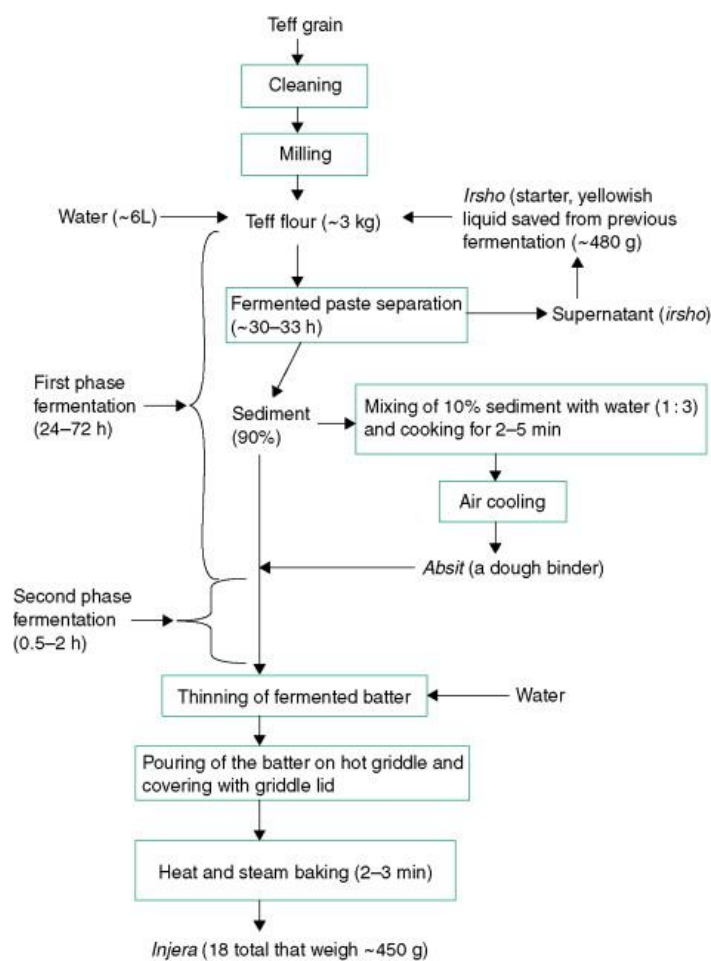 Teff grain
Cleaning
Milling
Water (~6L)
Teff flour (~3 kg)
Irsho (starter, yellowish
liquid saved from previous
fermentation (~480 g)
Fermented paste separation
(~30–33 h)
Supernatant (irsho)
First phase
fermentation
(24–72 h)
Sediment
(90%)
Mixing of 10% sediment with water (1 : 3)
and cooking for 2–5 min
Air cooling
Absit (a dough binder)
Second phase
fermentation
(0.5–2 h)
Thinning of fermented batter
Water
Pouring of the batter on hot griddle and
covering with griddle lid
Heat and steam baking (2–3 min)
Injera (18 total that weigh ~450 g)